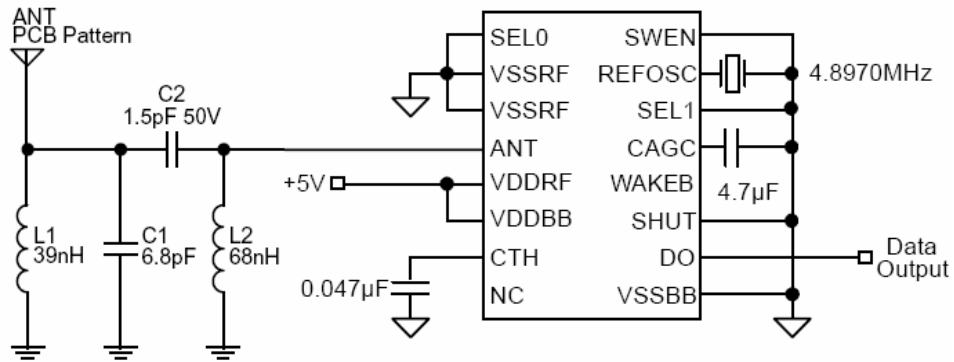 ANT
PCB Pattern
C2
1.5pF 50V
L1
39nH
C1
6.8pF
L2
68nH
+5V
0.047µF
SEL0
VSSRF
VSSRF
ANT
VDDRF
VDDBB
CTH
NC
SWEN
REFOSC
SEL1
CAGC
WAKEB
SHUT
DO
VSSBB
4.8970MHz
4.7µF
Data
Output